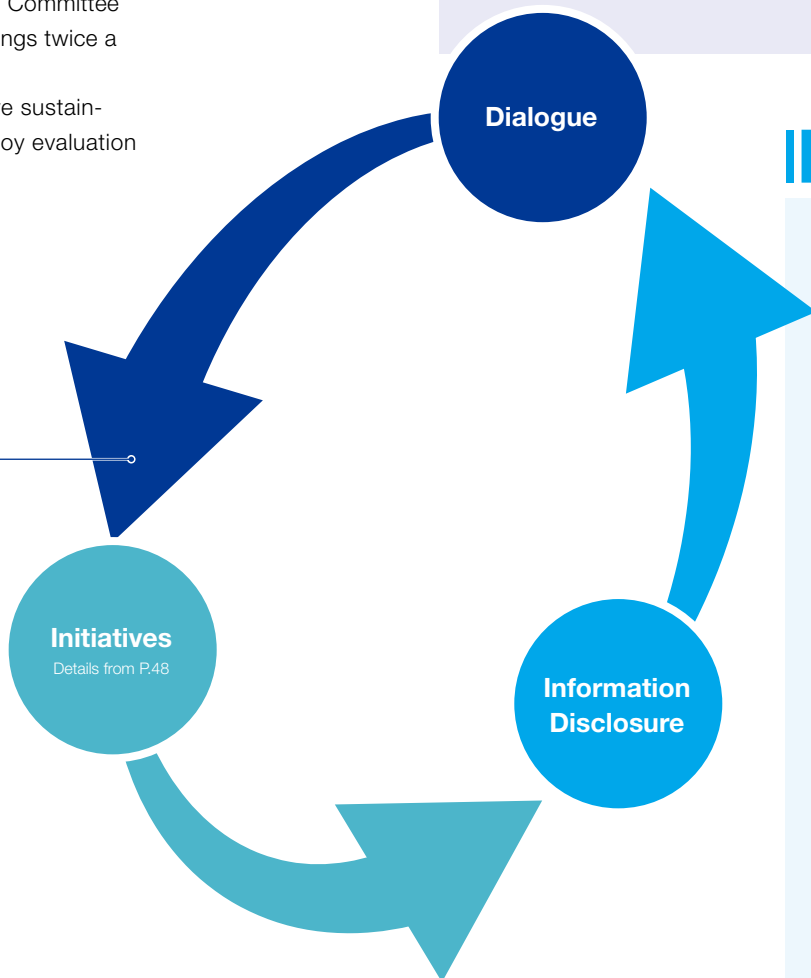 Committee
ngs twice a
e sustain-
oy evaluation
Dialogue
Initiatives
Details from P.48
Information
Disclosure